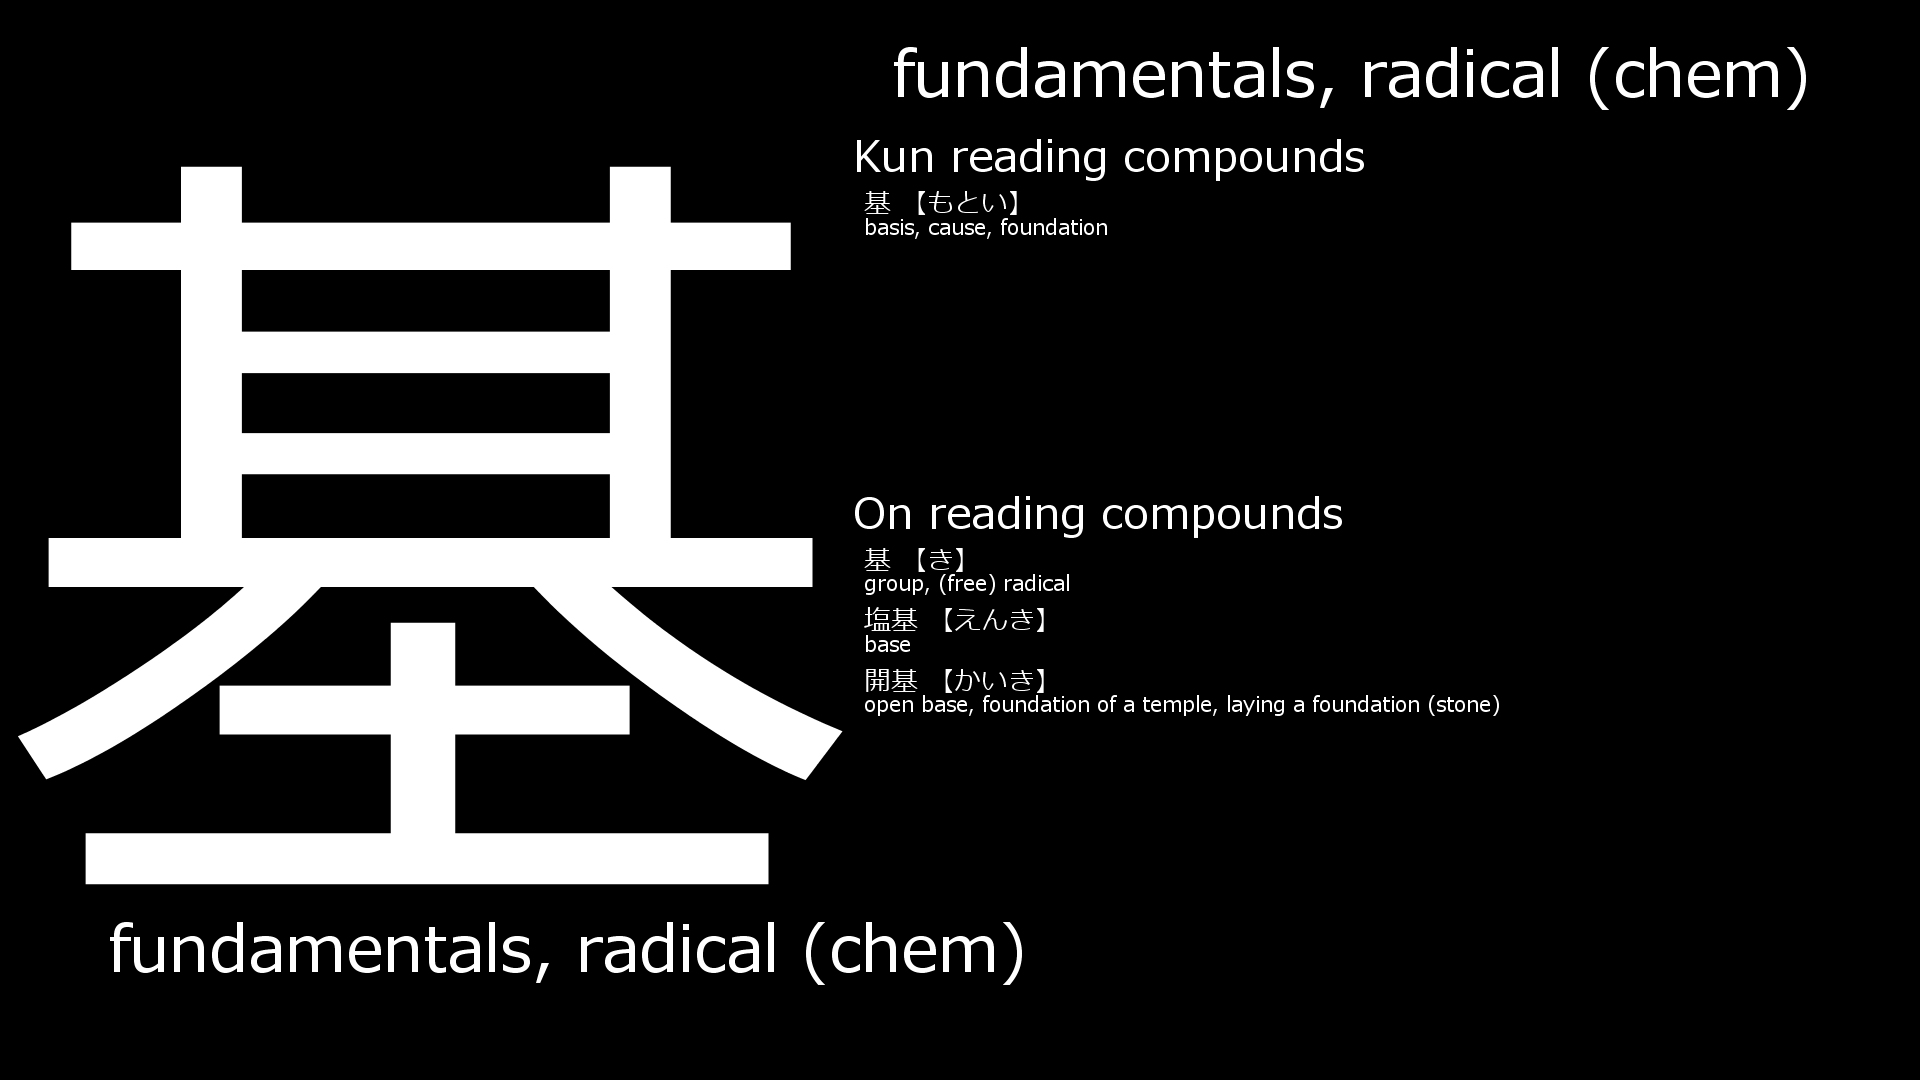 fundamentals, radical (chem)
基
Kun reading compounds
基 【もとい】
basis, cause, foundation
On reading compounds
基 【き】
group, (free) radical
塩基 【えんき】
base
開基 【かいき】
open base, foundation of a temple, laying a foundation (stone)
fundamentals, radical (chem)